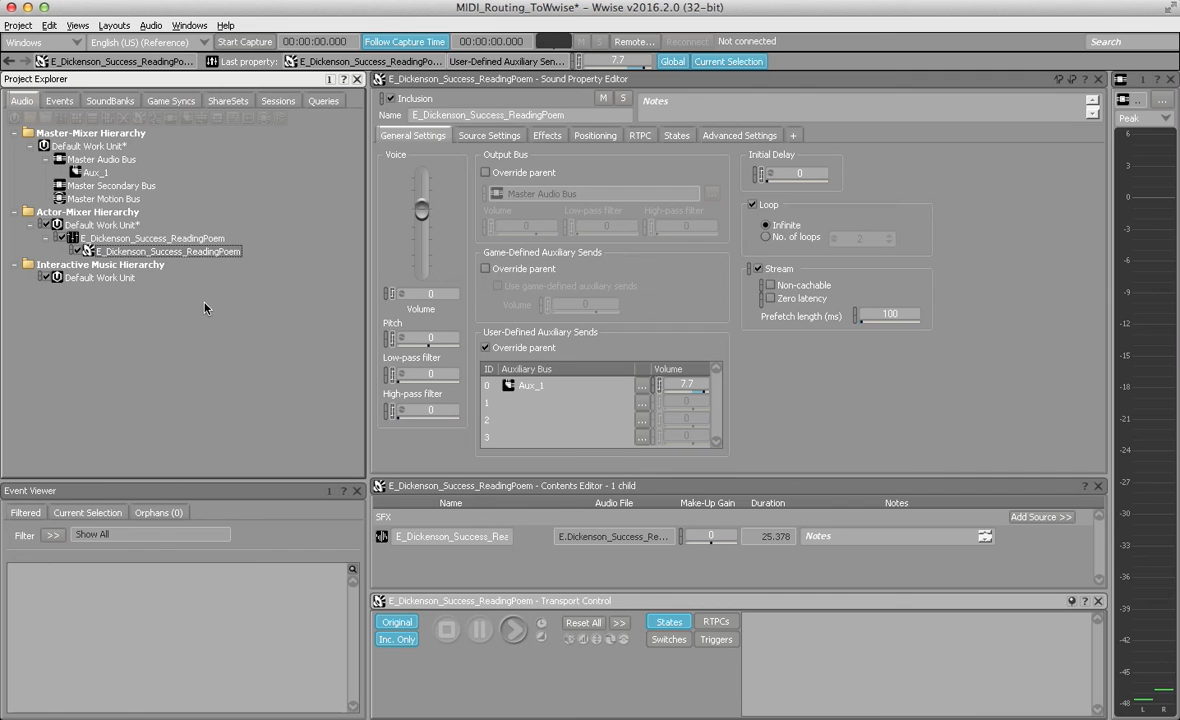 MIDI_Routing_ToWwise* - Wwise v2016.2.0 (32-bit)
Project Edit Views Layouts Audio Windows Help
Windows English (US) (Reference) Start Capture 00:00:00.000 Follow Capture Time 00:00:00.000 M S Remote... Reconnect Not connected Search
E_Dickenson_Success_ReadingPo... Last property: E_Dickenson_Success_ReadingPo... User-Defined Auxiliary Sen... 7.7 Global Current Selection
Project Explorer 1 ? X
Audio Events SoundBanks Game Syncs ShareSets Sessions Queries
Master-Mixer Hierarchy
Default Work Unit*
Master Audio Bus
Aux_1
Master Secondary Bus
Master Motion Bus
Actor-Mixer Hierarchy
Default Work Unit*
E_Dickenson_Success_ReadingPoem
E_Dickenson_Success_ReadingPoem
Interactive Music Hierarchy
Default Work Unit
Event Viewer 1 ? X
Filtered Current Selection Orphans (0)
Filter >> Show All
E_Dickenson_Success_ReadingPoem - Sound Property Editor ? X
Inclusion M S Notes
Name E_Dickenson_Success_ReadingPoem
General Settings Source Settings Effects Positioning RTPC States Advanced Settings +
Voice
0
Volume
Pitch
0
Low-pass filter
0
High-pass filter
0
Output Bus
Override parent
Master Audio Bus ...
Volume Low-pass filter High-pass filter
0 0 0
Game-Defined Auxiliary Sends
Override parent
Use game-defined auxiliary sends
Volume 0
User-Defined Auxiliary Sends
Override parent
ID Auxiliary Bus Volume
0 Aux_1 ... 7.7
1 ... 0
2 ... 0
3 ... 0
Initial Delay
0
Loop
Infinite
No. of loops 2
Stream
Non-cachable
Zero latency
Prefetch length (ms) 100
E_Dickenson_Success_ReadingPoem - Contents Editor - 1 child ? X
Name Audio File Make-Up Gain Duration Notes
SFX Add Source >>
E_Dickenson_Success_Rea E.Dickenson_Success_Re... 0 25.378 Notes
E_Dickenson_Success_ReadingPoem - Transport Control ? X
Original Reset All >> States RTPCs
Inc. Only Switches Triggers
1 ? X
.. ...
Peak
6
3
0
-3
-6
-9
-12
-15
-18
-21
-24
-27
-30
-33
-36
-39
-42
-45
-48
L R